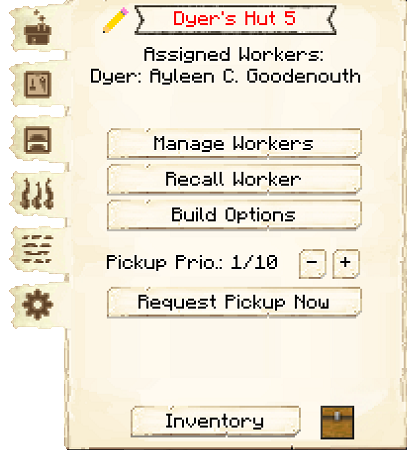 Dyer's Hut 5
Assigned Workers:
Dyer: Ayleen C. Goodenouth
Manage Workers
Recall Worker
Build Options
Pickup Prio.: 1/10 - +
Request Pickup Now
Inventory